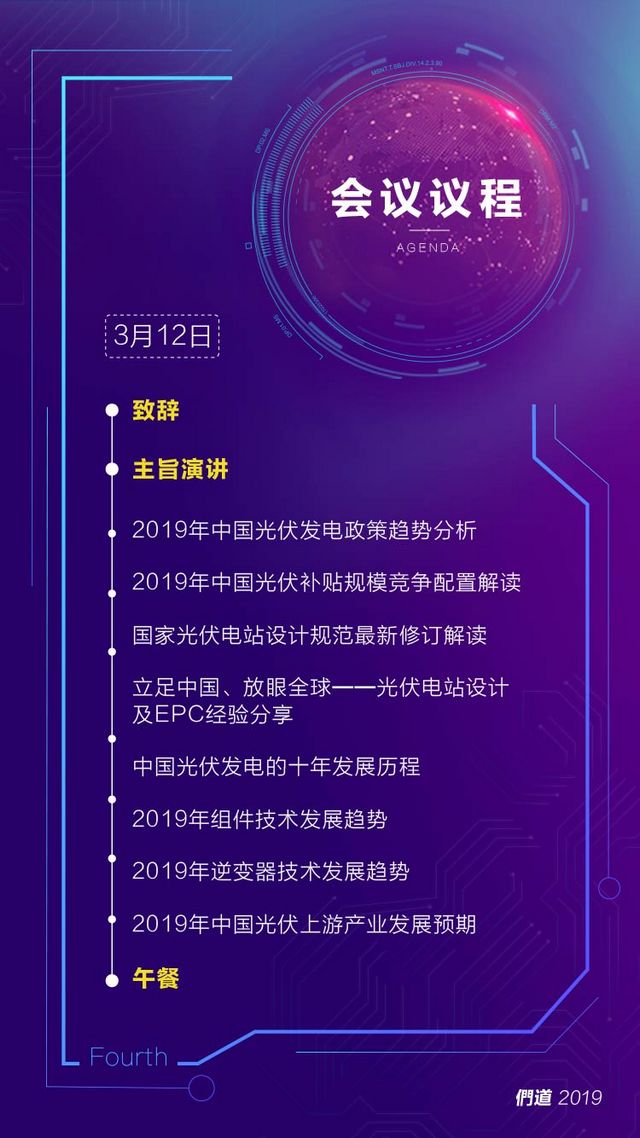 会议议程
AGENDA
3月12日
致辞
主旨演讲
2019年中国光伏发电政策趋势分析
2019年中国光伏补贴规模竞争配置解读
国家光伏电站设计规范最新修订解读
立足中国、放眼全球——光伏电站设计
及EPC经验分享
中国光伏发电的十年发展历程
2019年组件技术发展趋势
2019年逆变器技术发展趋势
2019年中国光伏上游产业发展预期
午餐
Fourth
們道 2019